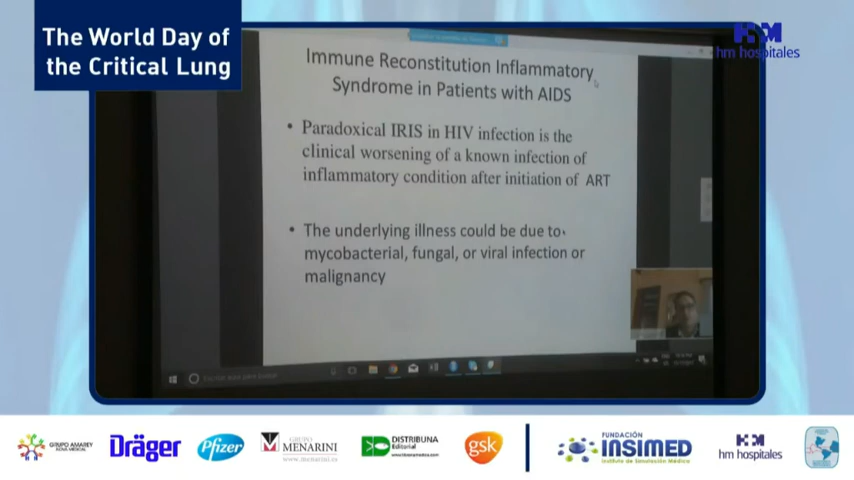 The World Day of
the Critical Lung
hm hospitales
Immune Reconstitution Inflammatory
Syndrome in Patients with AIDS
• Paradoxical IRIS in HIV infection is the
clinical worsening of a known infection of
inflammatory condition after initiation of ART
• The underlying illness could be due to
mycobacterial, fungal, or viral infection or
malignancy
GRUPO AMAREY
NOVA MEDICAL
Dräger
Pfizer
GRUPO
MENARINI
www.menarini.es
DISTRIBUNA
Editorial
gsk
FUNDACIÓN
INSIMED
Instituto de Simulación Médica
hm hospitales